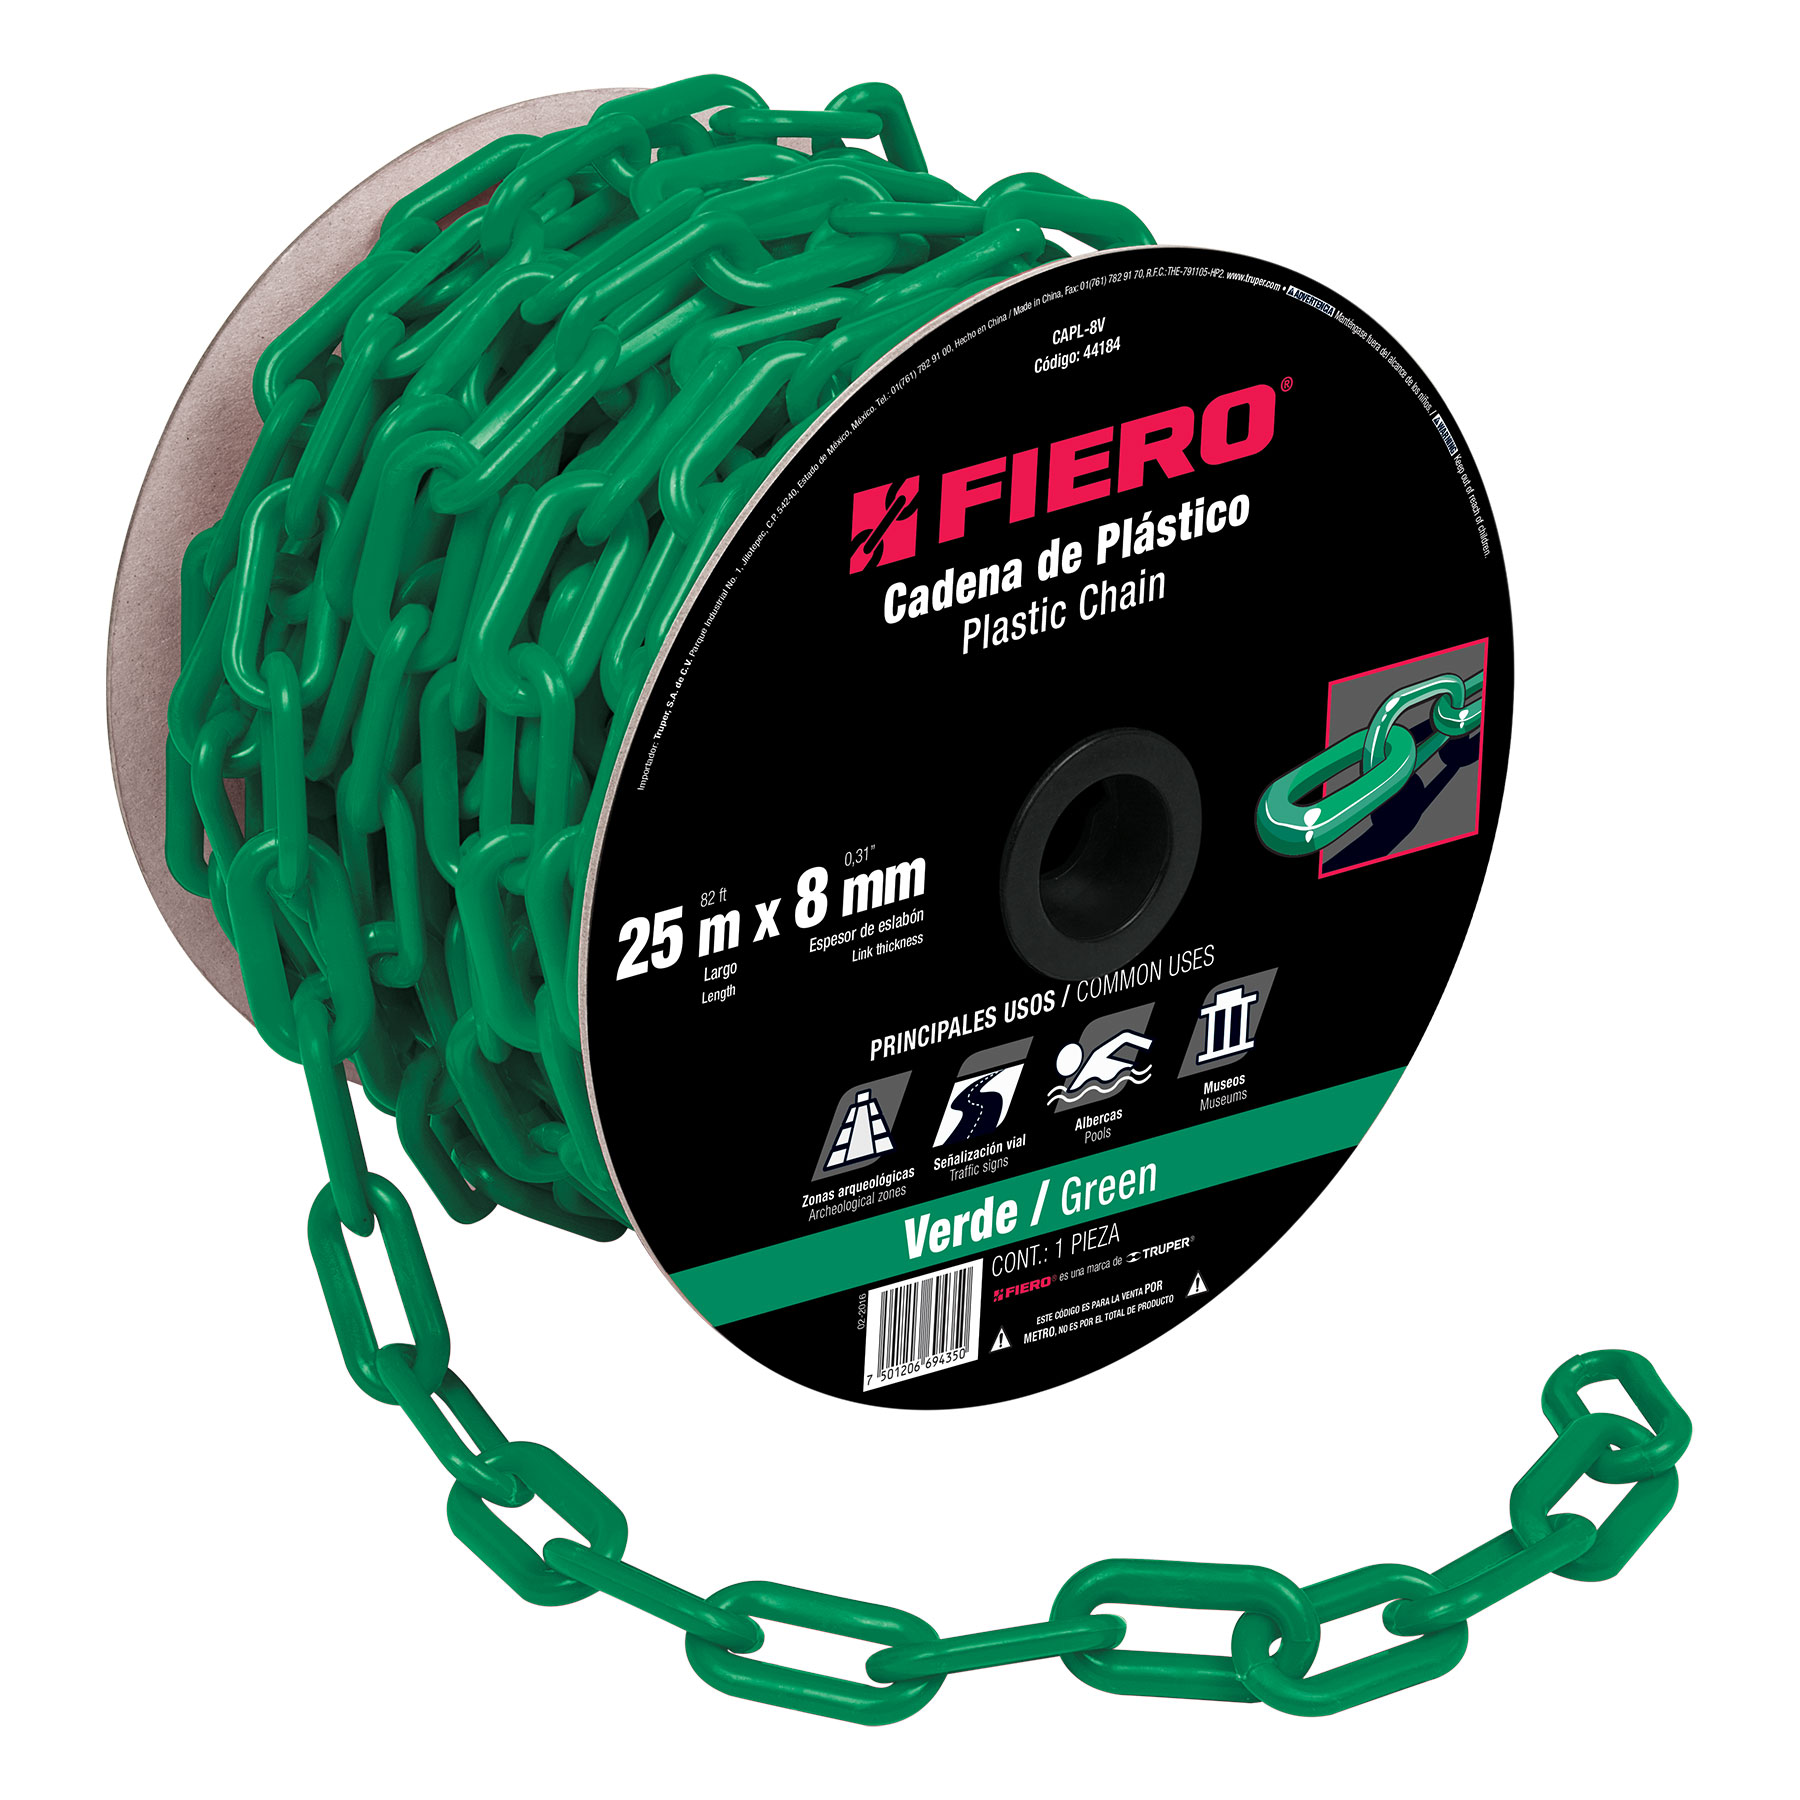 Importador: Truper, S.A. de C.V. Parque Industrial No. 1, Jilotepec, C.P. 54240, Estado de México, México. Tel.: 01(761) 782 91 00, Hecho en China / Made in China, Fax: 01(761) 782 91 70, R.F.C.: THE-791105-HP2. www.truper.com • ADVERTENCIA Manténgase fuera del alcance de los niños. / WARNING Keep out of reach of children.
CAPL-8V
Código: 44184
FIERO®
Cadena de Plástico
Plastic Chain
82 ft 0,31"
25 m x 8 mm
Largo Espesor de eslabón
Length Link thickness
PRINCIPALES USOS / COMMON USES
Zonas arqueológicas
Archeological zones
Señalización vial
Traffic signs
Albercas
Pools
Museos
Museums
Verde / Green
CONT.: 1 PIEZA
FIERO® es una marca de TRUPER®
ESTE CÓDIGO ES PARA LA VENTA POR
METRO, NO ES POR EL TOTAL DE PRODUCTO
02-2016
7 501206 694350